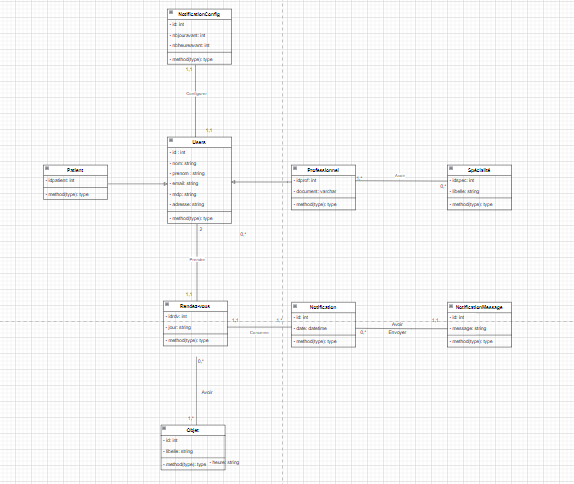 NotificationConfig
- id: int
- nbjouravant: int
- nbheureavant: int
- method(type): type
1,1
Configurer
1,1
Users
- id : int
- nom: string
- prenom : string
- email: string
- mdp: string
- adresse: string
- method(type): type
Patient
- idpatient: int
- method(type): type
Professionnel
- idprof: int
- document: varchar
- method(type): type
0,*
Avoir
0,*
Spécialité
- idspec: int
- libelle: string
- method(type): type
2
0,*
Prendre
1,1
Rendez-vous
- idrdv: int
- jour: string
- method(type): type
1,1
Concerner
Notification
- id: int
- date: datetime
- method(type): type
0,*
Avoir
Envoyer
1,1
NotificationMessage
- id: int
- message: string
- method(type): type
0,*
Avoir
1,*
Objet
- id: int
- libelle: string
- method(type): type
- heure: string